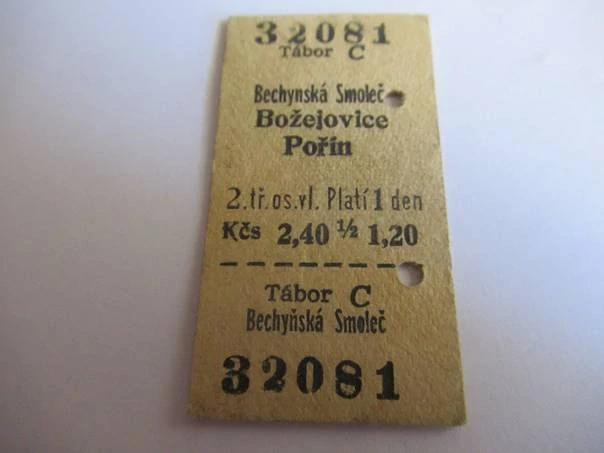 32081
Tábor C
Bechynská Smoleč
Božejovice
Pořín
2.tř.os.vl. Platí 1 den
Kčs 2,40 ½ 1,20
Tábor C
Bechyňská Smoleč
32081